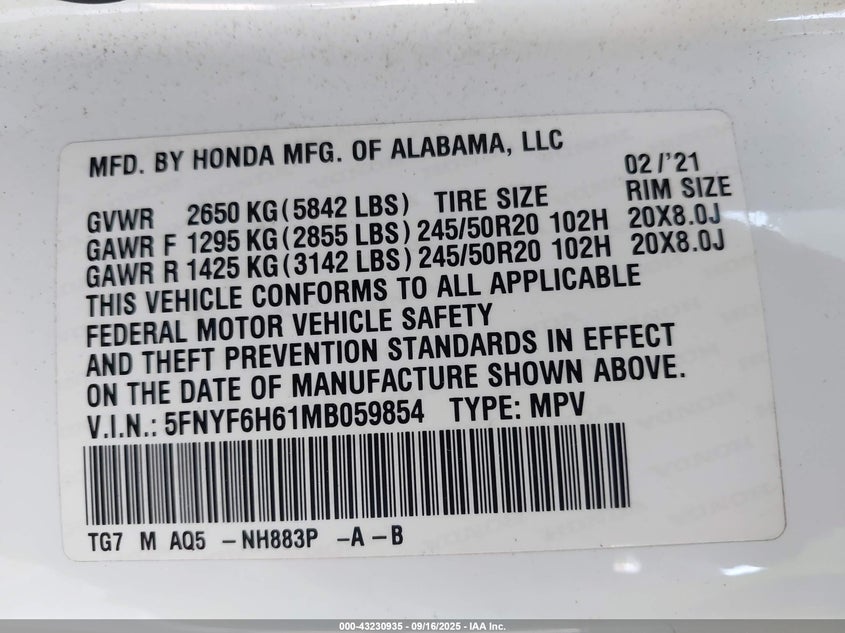 MFD. BY HONDA MFG. OF ALABAMA, LLC 02/'21
GVWR 2650 KG (5842 LBS) TIRE SIZE RIM SIZE
GAWR F 1295 KG (2855 LBS) 245/50R20 102H 20X8.0J
GAWR R 1425 KG (3142 LBS) 245/50R20 102H 20X8.0J
THIS VEHICLE CONFORMS TO ALL APPLICABLE
FEDERAL MOTOR VEHICLE SAFETY
AND THEFT PREVENTION STANDARDS IN EFFECT
ON THE DATE OF MANUFACTURE SHOWN ABOVE.
V.I.N.: 5FNYF6H61MB059854 TYPE: MPV
TG7 M AQ5 -NH883P -A-B
000-43230935 - 09/16/2025 - IAA Inc.